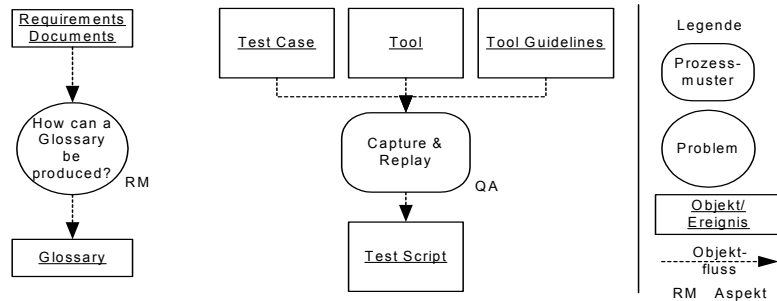 Requirements
Documents
How can a
Glossary
be
produced?
RM
Glossary
Test Case
Tool
Tool Guidelines
Capture &
Replay
QA
Test Script
Legende
Prozess-
muster
Problem
Objekt/
Ereignis
Objekt-
fluss
RM Aspekt